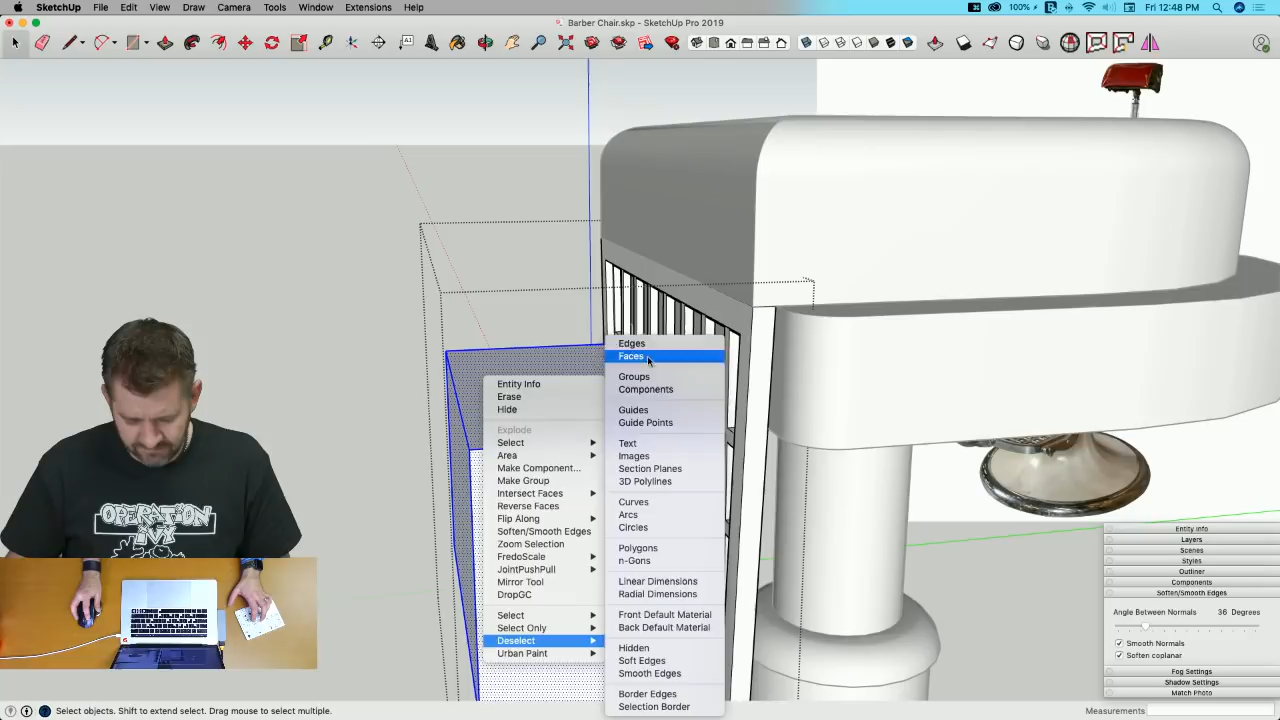 SketchUp File Edit View Draw Camera Tools Window Extensions Help
100% Fri 12:48 PM
Barber Chair.skp - SketchUp Pro 2019
Edges
Faces
Groups
Components
Guides
Guide Points
Text
Images
Section Planes
3D Polylines
Curves
Arcs
Circles
Polygons
n-Gons
Linear Dimensions
Radial Dimensions
Front Default Material
Back Default Material
Hidden
Soft Edges
Smooth Edges
Border Edges
Selection Border
Entity Info
Erase
Hide
Explode
Select
Area
Make Component...
Make Group
Intersect Faces
Reverse Faces
Flip Along
Soften/Smooth Edges
Zoom Selection
FredoScale
JointPushPull
Mirror Tool
DropGC
Select
Select Only
Deselect
Urban Paint
OPERATION
Entity Info
Layers
Scenes
Styles
Outliner
Components
Soften/Smooth Edges
Angle Between Normals 36 Degrees
Smooth Normals
Soften coplanar
Fog Settings
Shadow Settings
Match Photo
Select objects. Shift to extend select. Drag mouse to select multiple.
Measurements